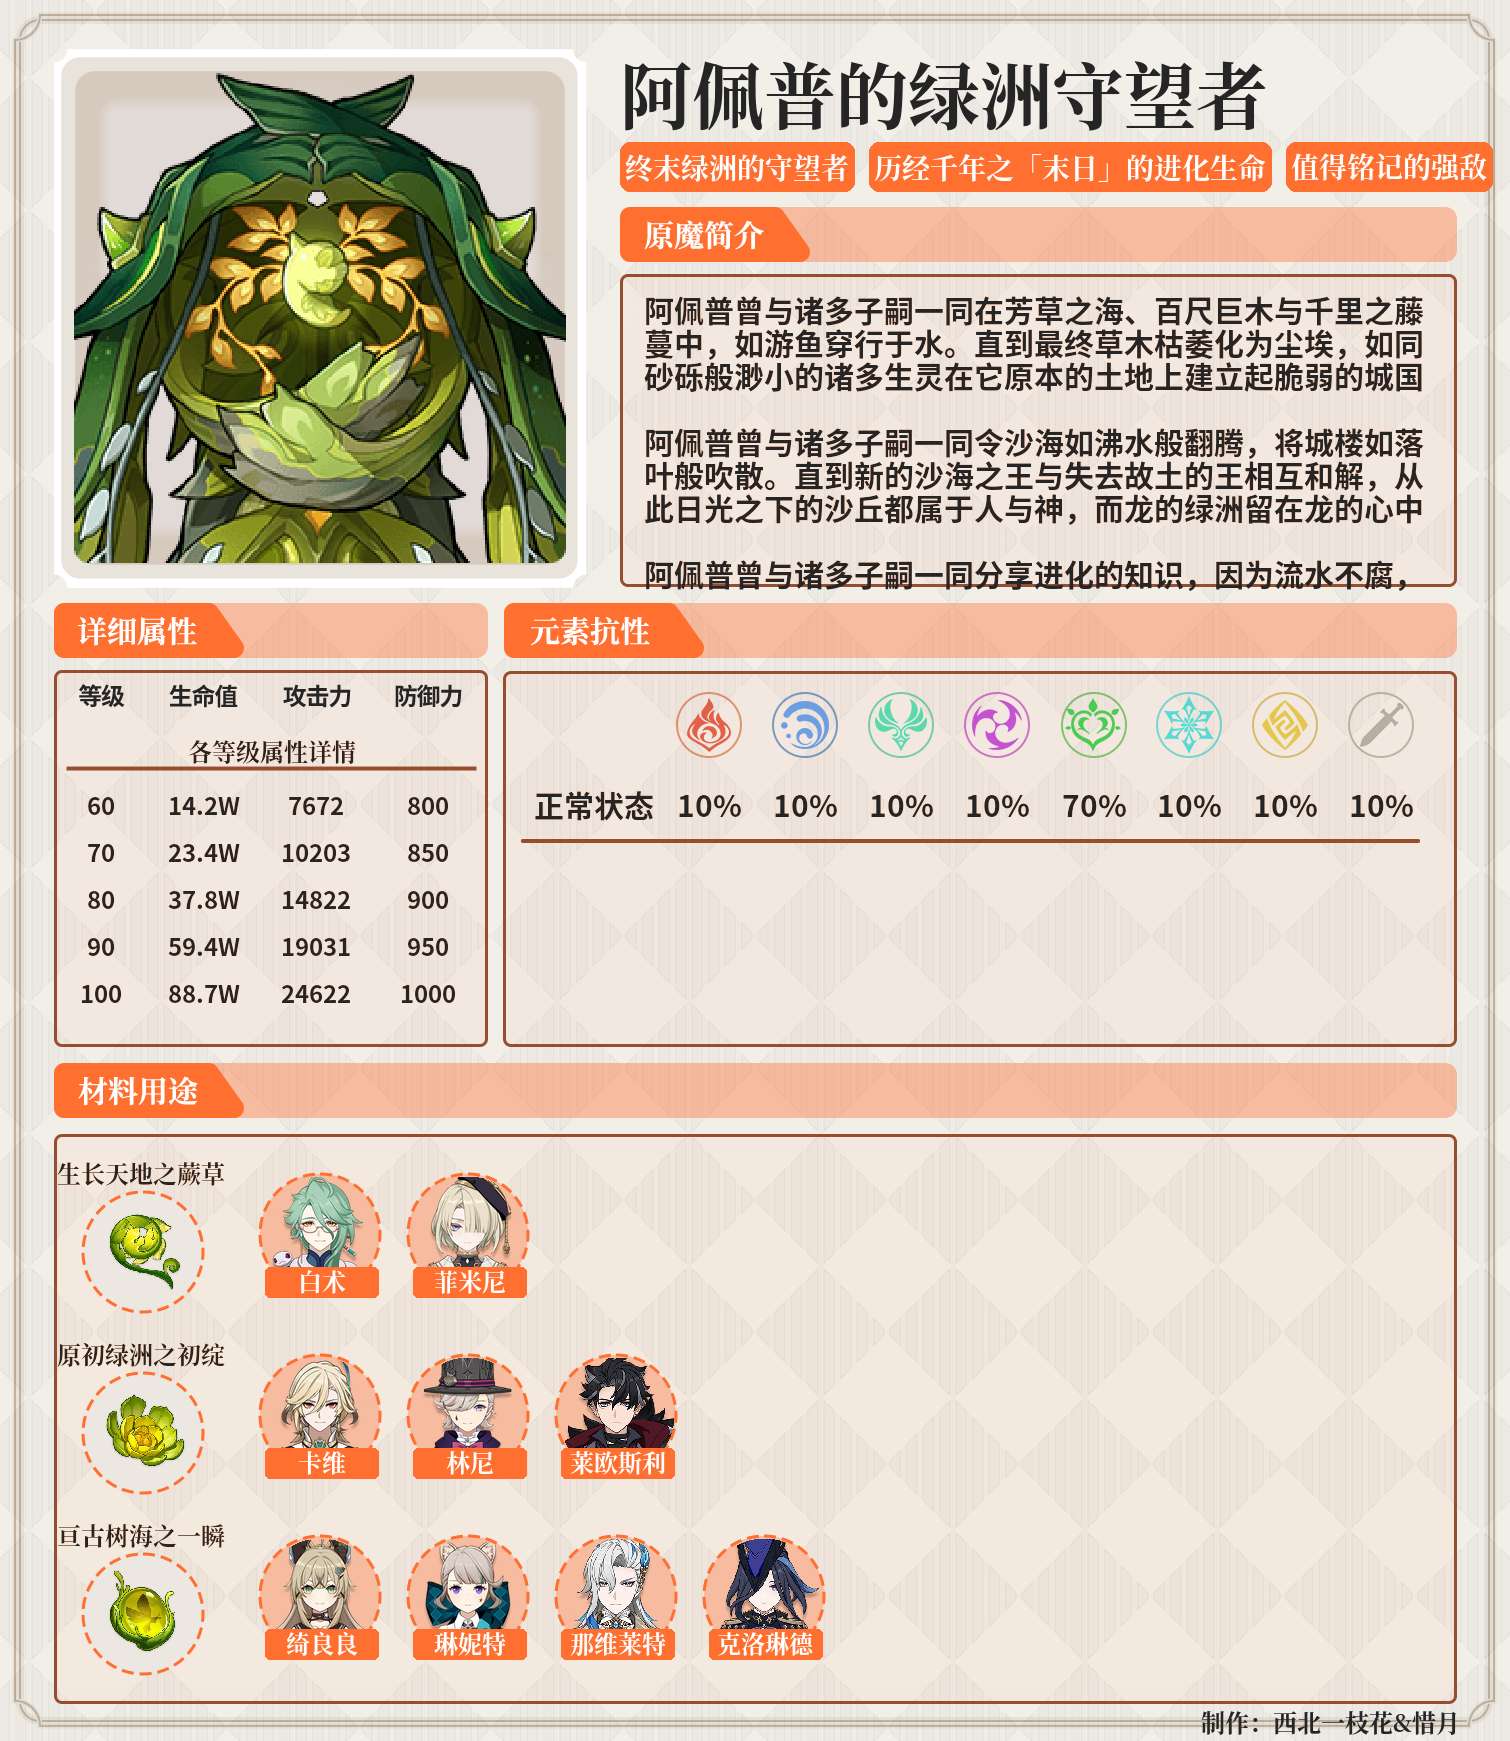 阿佩普的绿洲守望者
终末绿洲的守望者 历经千年之「末日」的进化生命 值得铭记的强敌
原魔简介
阿佩普曾与诸多子嗣一同在芳草之海、百尺巨木与千里之藤
蔓中，如游鱼穿行于水。直到最终草木枯萎化为尘埃，如同
砂砾般渺小的诸多生灵在它原本的土地上建立起脆弱的城国
阿佩普曾与诸多子嗣一同令沙海如沸水般翻腾，将城楼如落
叶般吹散。直到新的沙海之王与失去故土的王相互和解，从
此日光之下的沙丘都属于人与神，而龙的绿洲留在龙的心中
阿佩普曾与诸多子嗣一同分享进化的知识，因为流水不腐，
详细属性
等级 生命值 攻击力 防御力
各等级属性详情
60 14.2W 7672 800
70 23.4W 10203 850
80 37.8W 14822 900
90 59.4W 19031 950
100 88.7W 24622 1000
元素抗性
正常状态 10% 10% 10% 10% 70% 10% 10% 10%
材料用途
生长天地之蕨草
白术 菲米尼
原初绿洲之初绽
卡维 林尼 莱欧斯利
亘古树海之一瞬
绮良良 琳妮特 那维莱特 克洛琳德
制作：西北一枝花&惜月